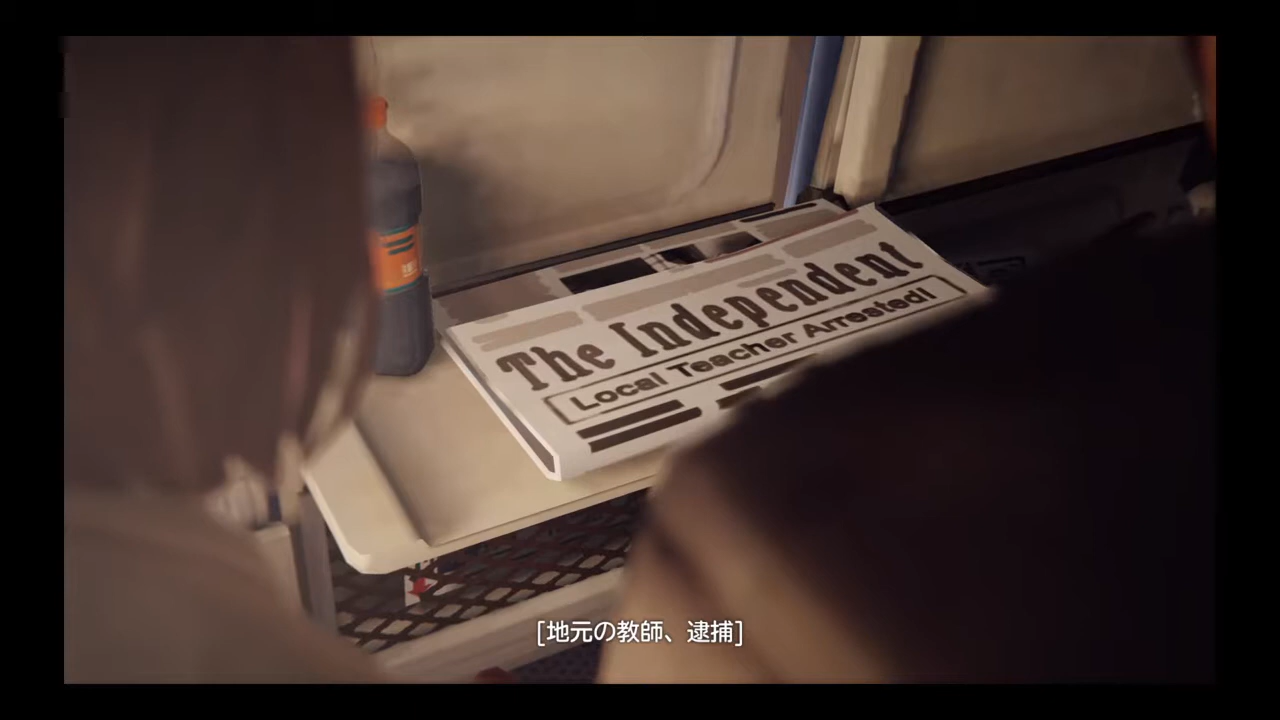 The Independent
Local Teacher Arrested!
[地元の教師、逮捕]